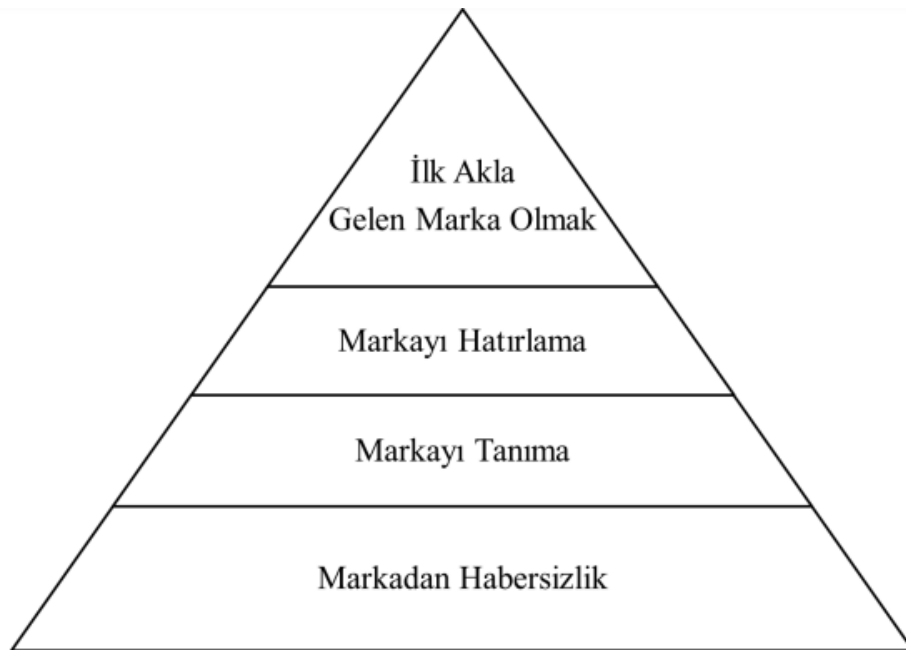 İlk Akla
Gelen Marka Olmak
Markayı Hatırlama
Markayı Tanıma
Markadan Habersizlik